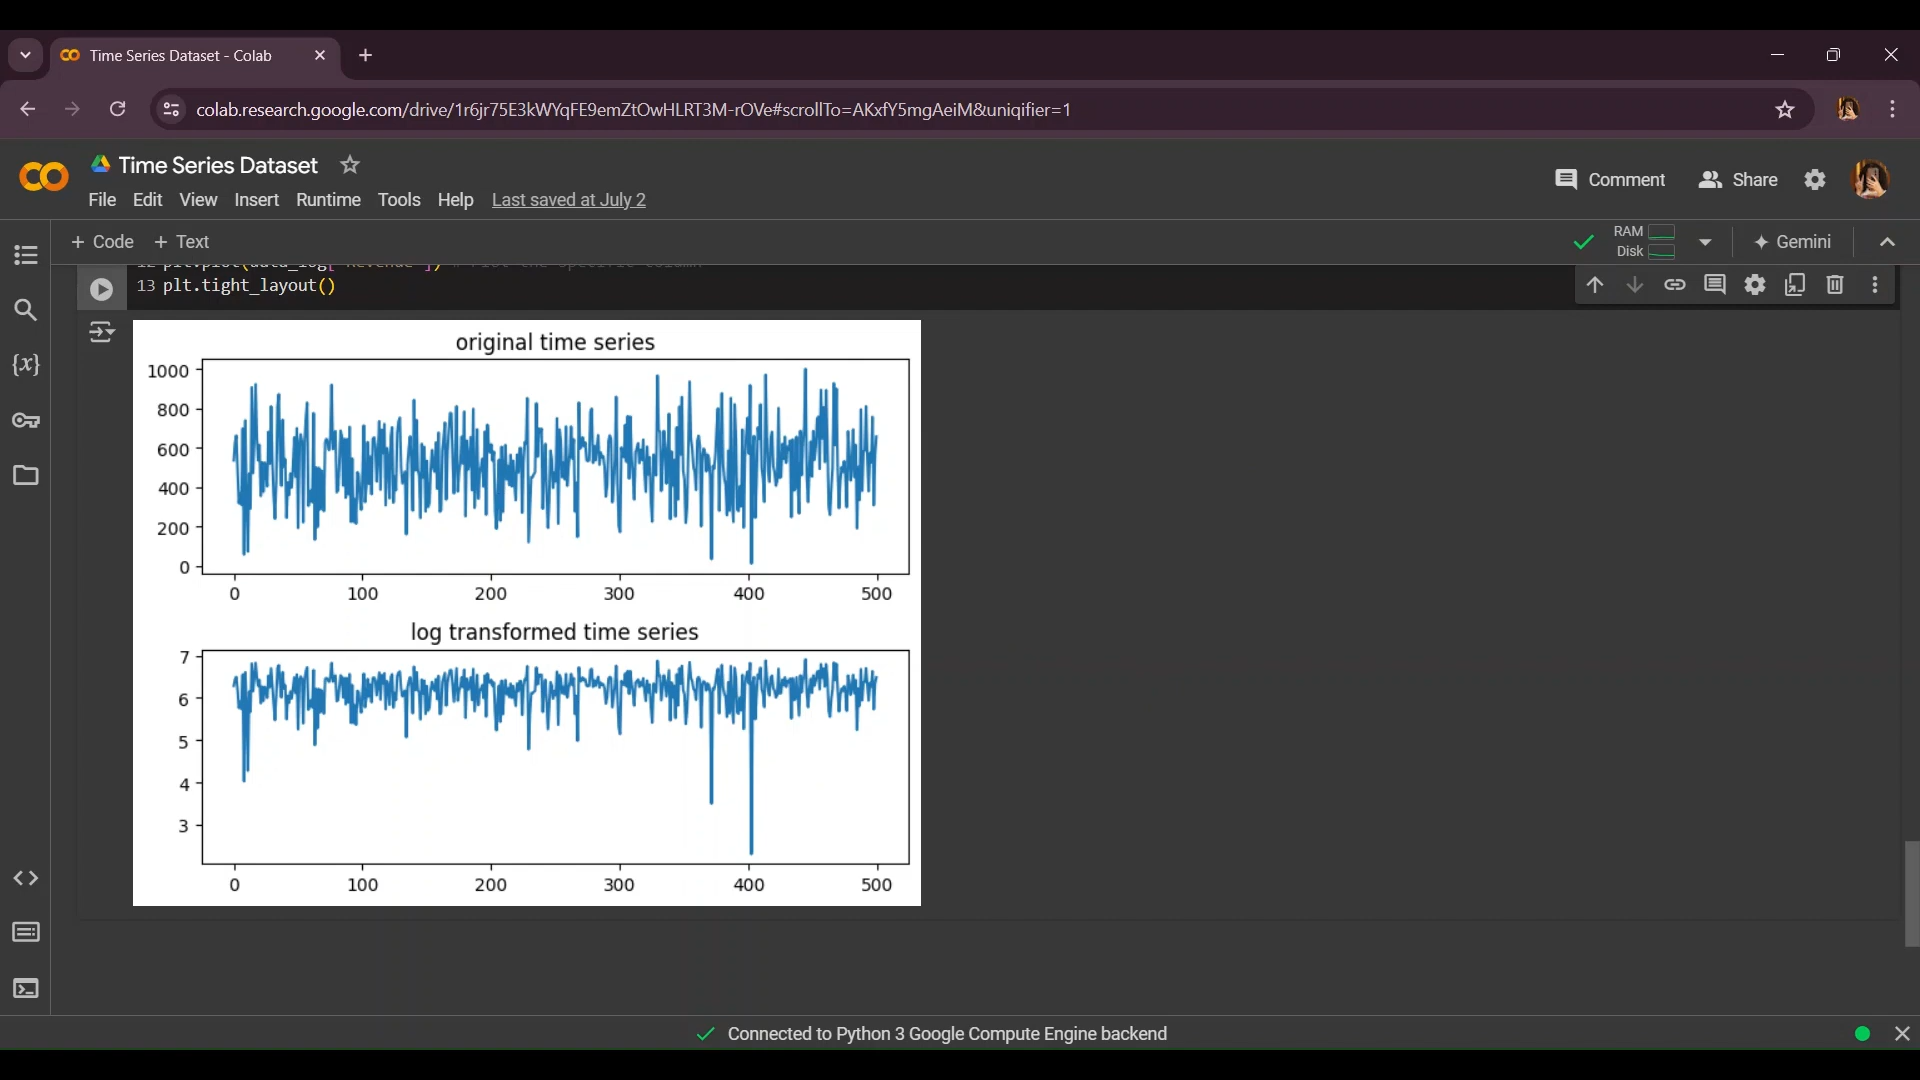 Time Series Dataset - Colab
colab.research.google.com/drive/1r6jr75E3kWYqFE9emZtOwHLRT3M-rOVe#scrollTo=AKxfY5mgAeiM&uniqifier=1
Time Series Dataset
File Edit View Insert Runtime Tools Help Last saved at July 2
Comment Share
+ Code + Text
RAM
Disk
Gemini
13 plt.tight_layout()
original time series
1000
800
600
400
200
0
0 100 200 300 400 500
log transformed time series
7
6
5
4
3
0 100 200 300 400 500
Connected to Python 3 Google Compute Engine backend